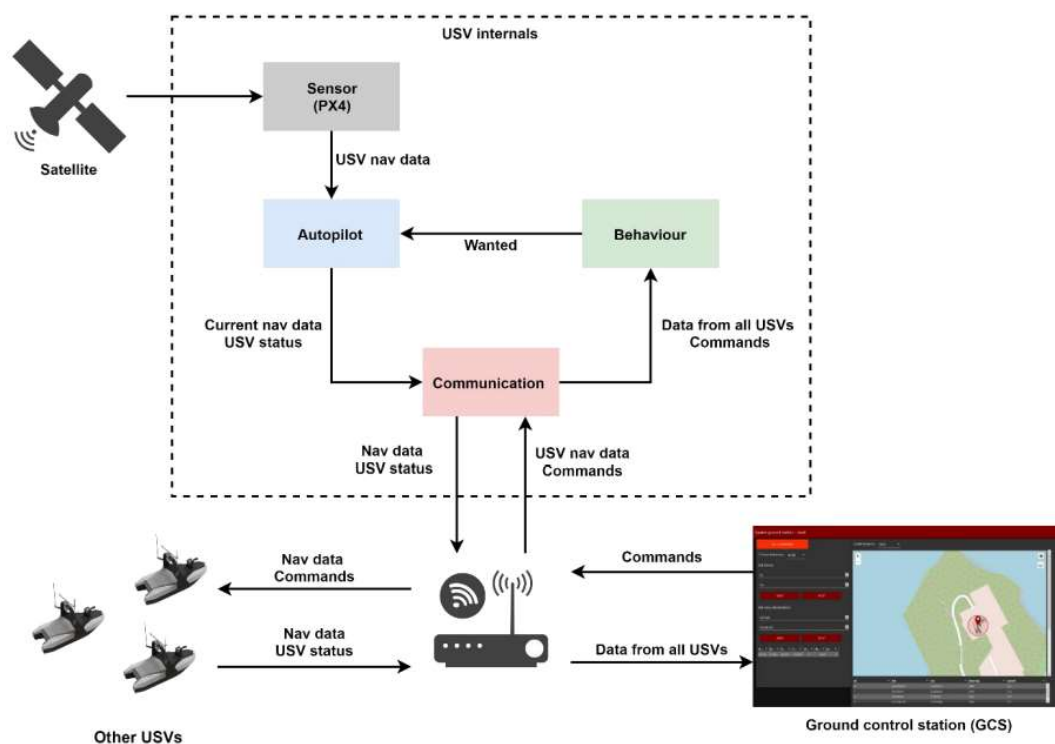 USV internals
Sensor
(PX4)
Satellite
USV nav data
Autopilot
Wanted
Behaviour
Current nav data
USV status
Data from all USVs
Commands
Communication
Nav data
USV status
USV nav data
Commands
Nav data
Commands
Commands
Nav data
USV status
Data from all USVs
Other USVs
Ground control station (GCS)